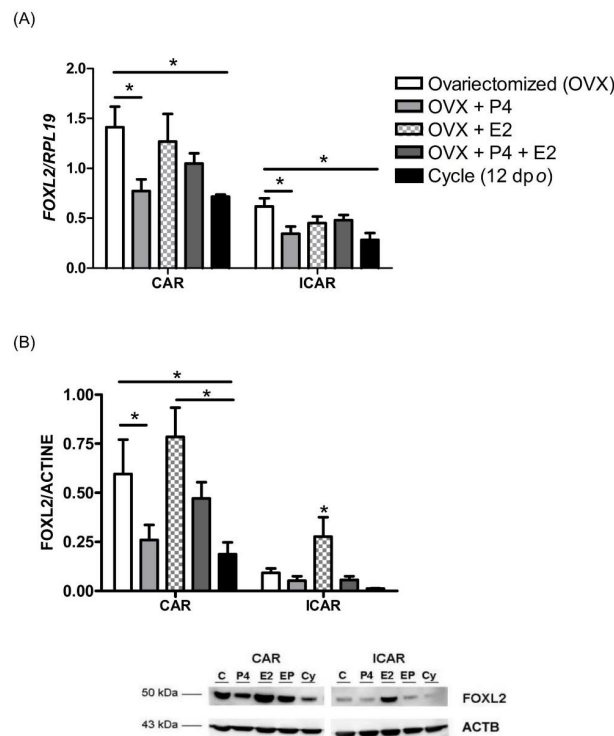 (A)
*
*
*
*
2.0
1.5
1.0
0.5
0.0
FOXL2/RPL19
CAR
ICAR
Ovariectomized (OVX)
OVX + P4
OVX + E2
OVX + P4 + E2
Cycle (12 dpo)
(B)
*
*
*
*
1.00
0.75
0.50
0.25
0.00
FOXL2/ACTINE
CAR
ICAR
CAR ICAR
C P4 E2 EP Cy C P4 E2 EP Cy
50 kDa FOXL2
43 kDa ACTB